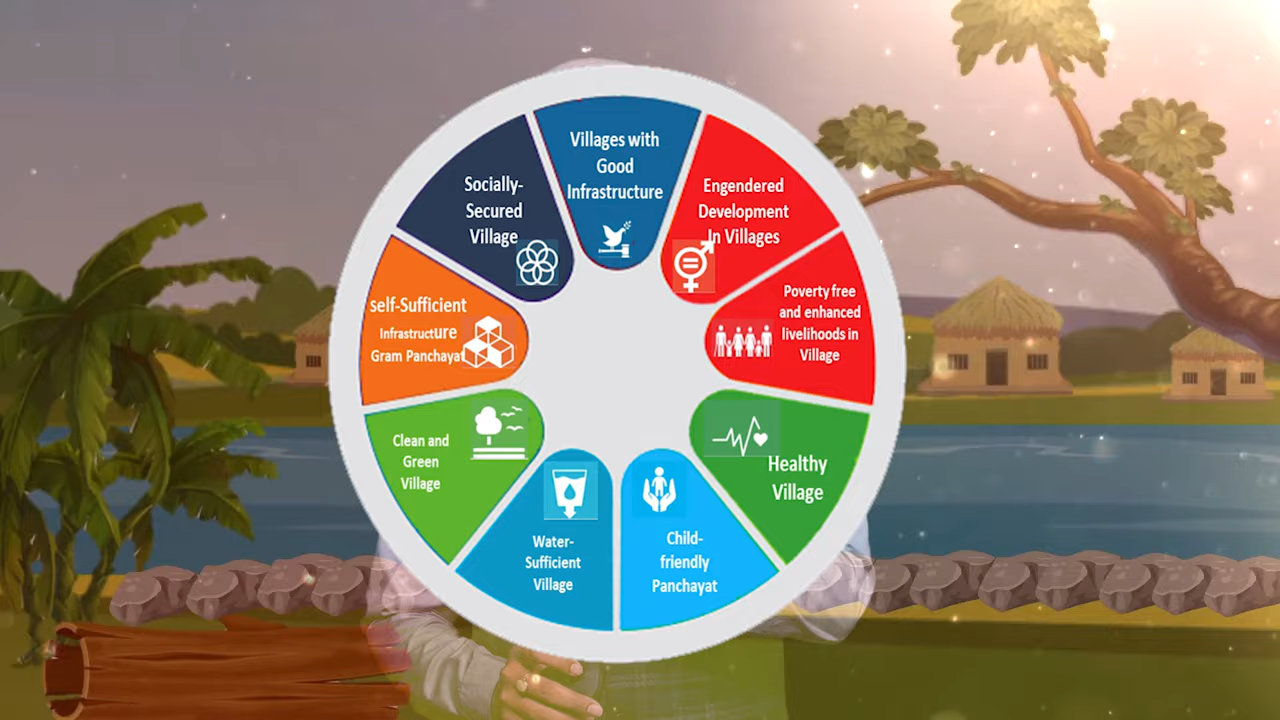 Villages with
Good
Infrastructure
Engendered
Development
In Villages
Poverty free
and enhanced
livelihoods in
Village
Healthy
Village
Child-
friendly
Panchayat
Water-
Sufficient
Village
Clean and
Green
Village
self-Sufficient
Infrastructure
Gram Panchayat
Socially-
Secured
Village